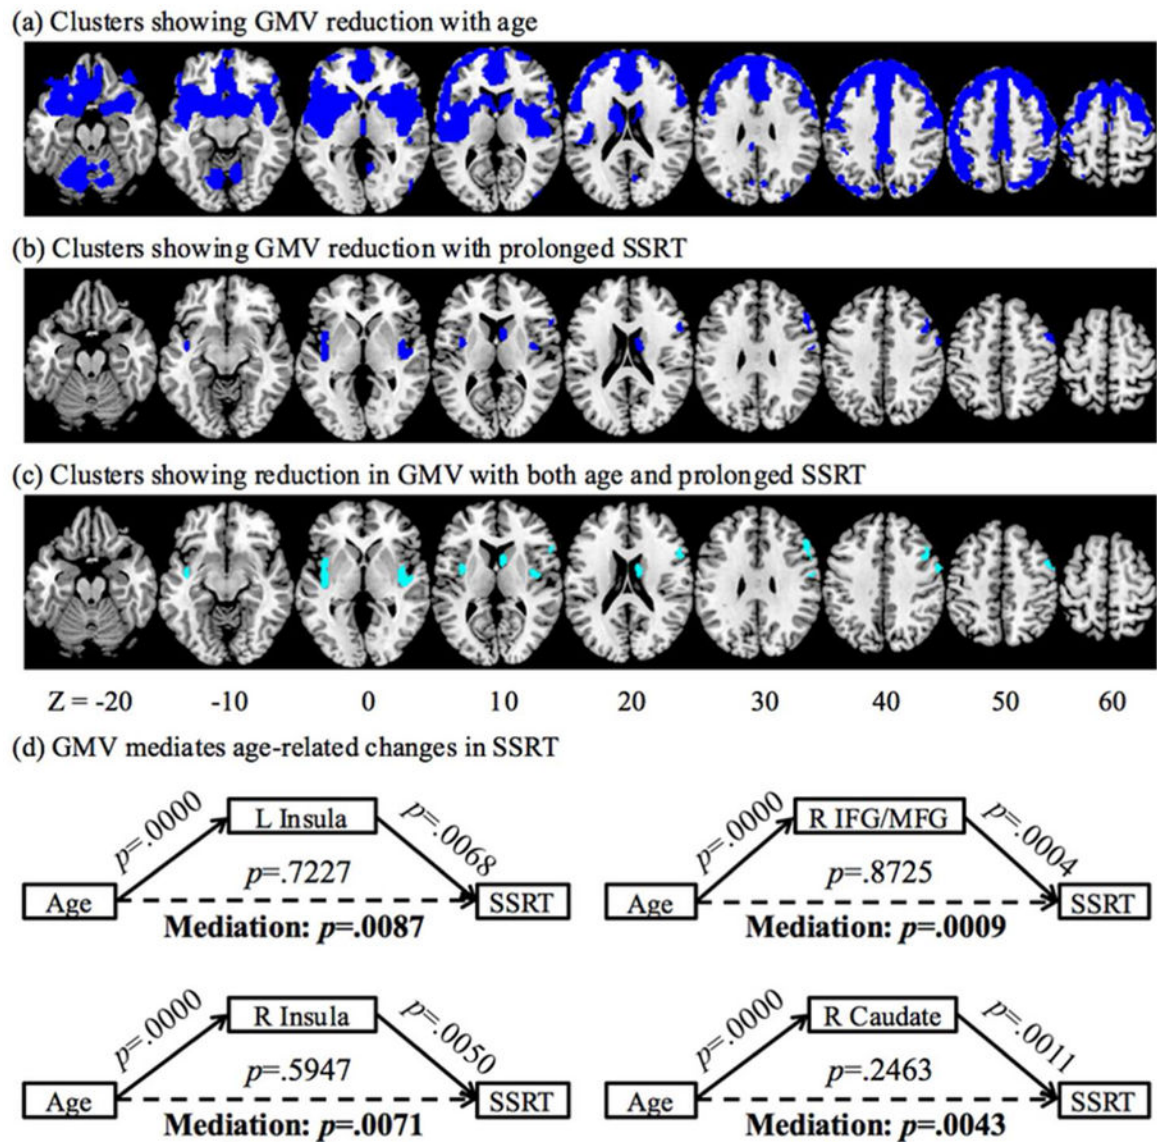 (a) Clusters showing GMV reduction with age
(b) Clusters showing GMV reduction with prolonged SSRT
(c) Clusters showing reduction in GMV with both age and prolonged SSRT
Z = -20 -10 0 10 20 30 40 50 60
(d) GMV mediates age-related changes in SSRT
p=.0000 L Insula p=.0068
p=.7227
Age SSRT
Mediation: p=.0087
p=.0000 R IFG/MFG p=.0004
p=.8725
Age SSRT
Mediation: p=.0009
p=.0000 R Insula p=.0050
p=.5947
Age SSRT
Mediation: p=.0071
p=.0000 R Caudate p=.0011
p=.2463
Age SSRT
Mediation: p=.0043